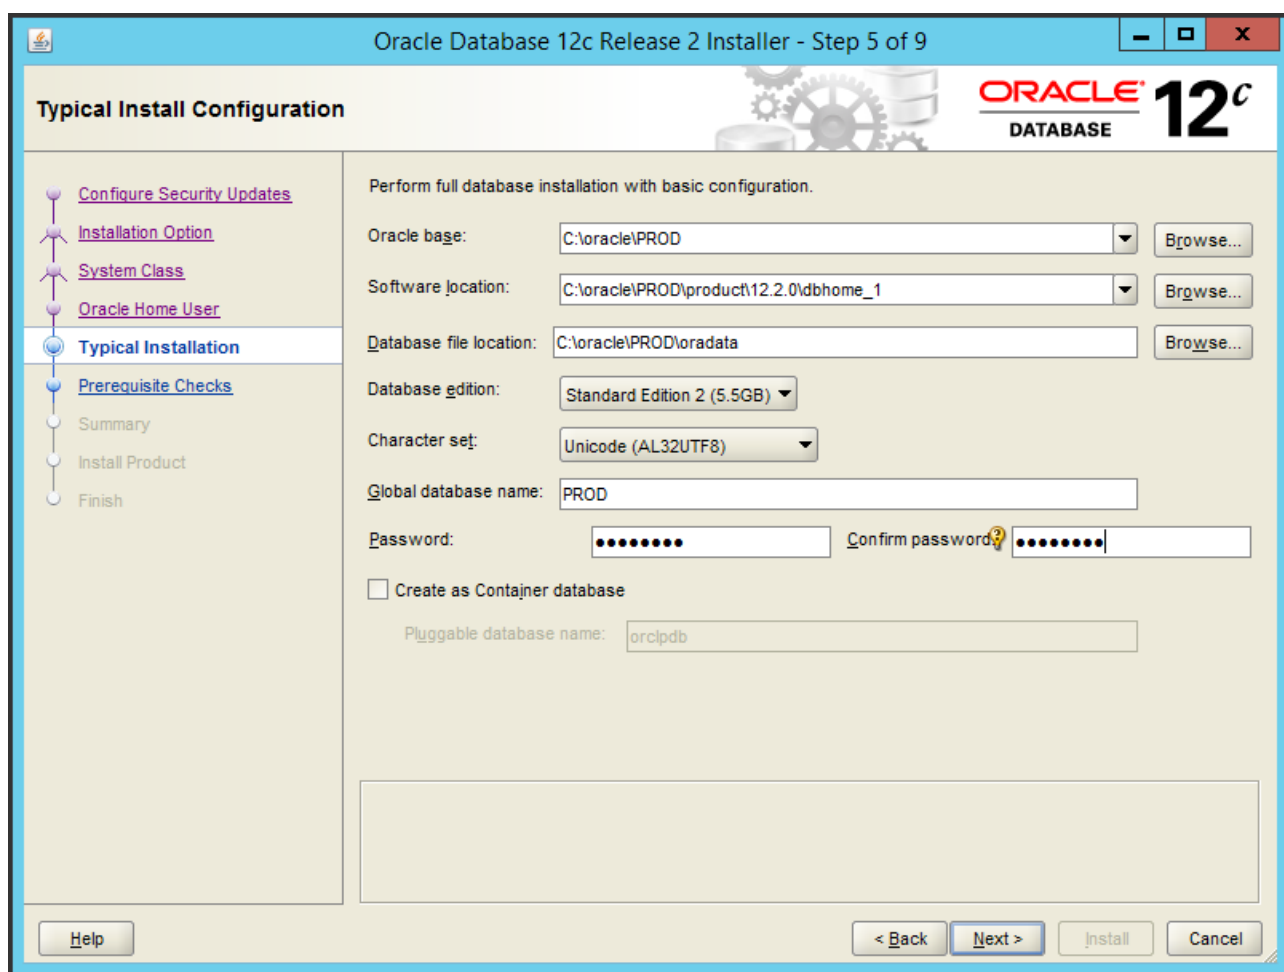 Oracle Database 12c Release 2 Installer - Step 5 of 9
Typical Install Configuration
ORACLE DATABASE 12c
Configure Security Updates
Installation Option
System Class
Oracle Home User
Typical Installation
Prerequisite Checks
Summary
Install Product
Finish
Perform full database installation with basic configuration.
Oracle base: C:\oracle\PROD Browse...
Software location: C:\oracle\PROD\product\12.2.0\dbhome_1 Browse...
Database file location: C:\oracle\PROD\oradata Browse...
Database edition: Standard Edition 2 (5.5GB)
Character set: Unicode (AL32UTF8)
Global database name: PROD
Password: •••••••• Confirm password: ••••••••
Create as Container database
Pluggable database name: orclpdb
Help < Back Next > Install Cancel